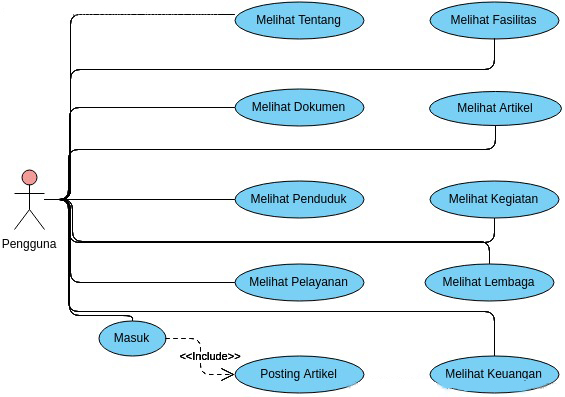 Melihat Tentang
Melihat Fasilitas
Melihat Dokumen
Melihat Artikel
Melihat Penduduk
Melihat Kegiatan
Pengguna
Melihat Pelayanan
Melihat Lembaga
Masuk
<<Include>>
Posting Artikel
Melihat Keuangan